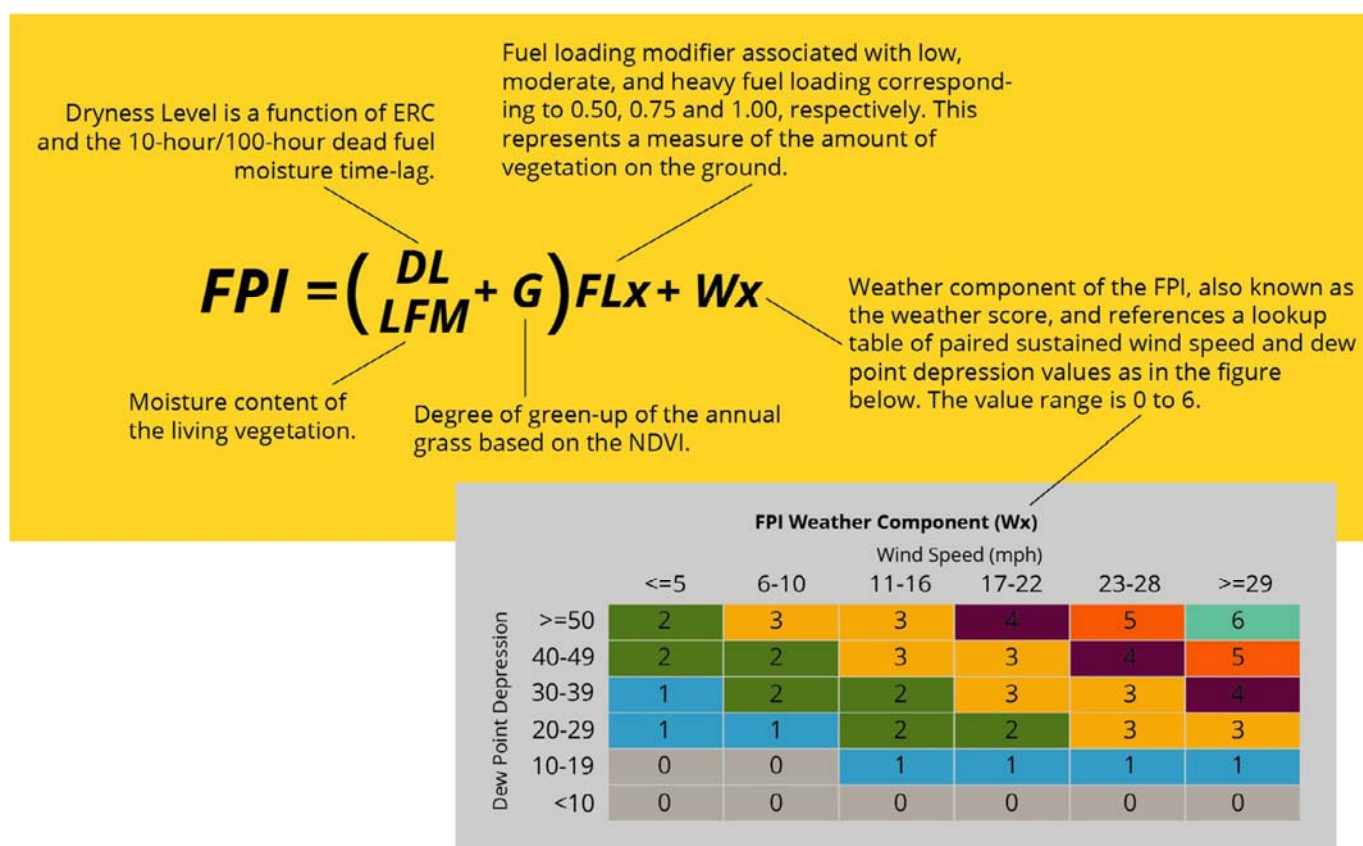 Fuel loading modifier associated with low,
moderate, and heavy fuel loading correspond-
ing to 0.50, 0.75 and 1.00, respectively. This
represents a measure of the amount of
vegetation on the ground.
Dryness Level is a function of ERC
and the 10-hour/100-hour dead fuel
moisture time-lag.
FPI = ( DL / LFM + G ) FLx + Wx
Weather component of the FPI, also known as
the weather score, and references a lookup
table of paired sustained wind speed and dew
point depression values as in the figure
below. The value range is 0 to 6.
Moisture content of
the living vegetation.
Degree of green-up of the annual
grass based on the NDVI.
FPI Weather Component (Wx)
Wind Speed (mph)
<=5 6-10 11-16 17-22 23-28 >=29
Dew Point Depression
>=50 2 3 3 4 5 6
40-49 2 2 3 3 4 5
30-39 1 2 2 3 3 4
20-29 1 1 2 2 3 3
10-19 0 0 1 1 1 1
<10 0 0 0 0 0 0